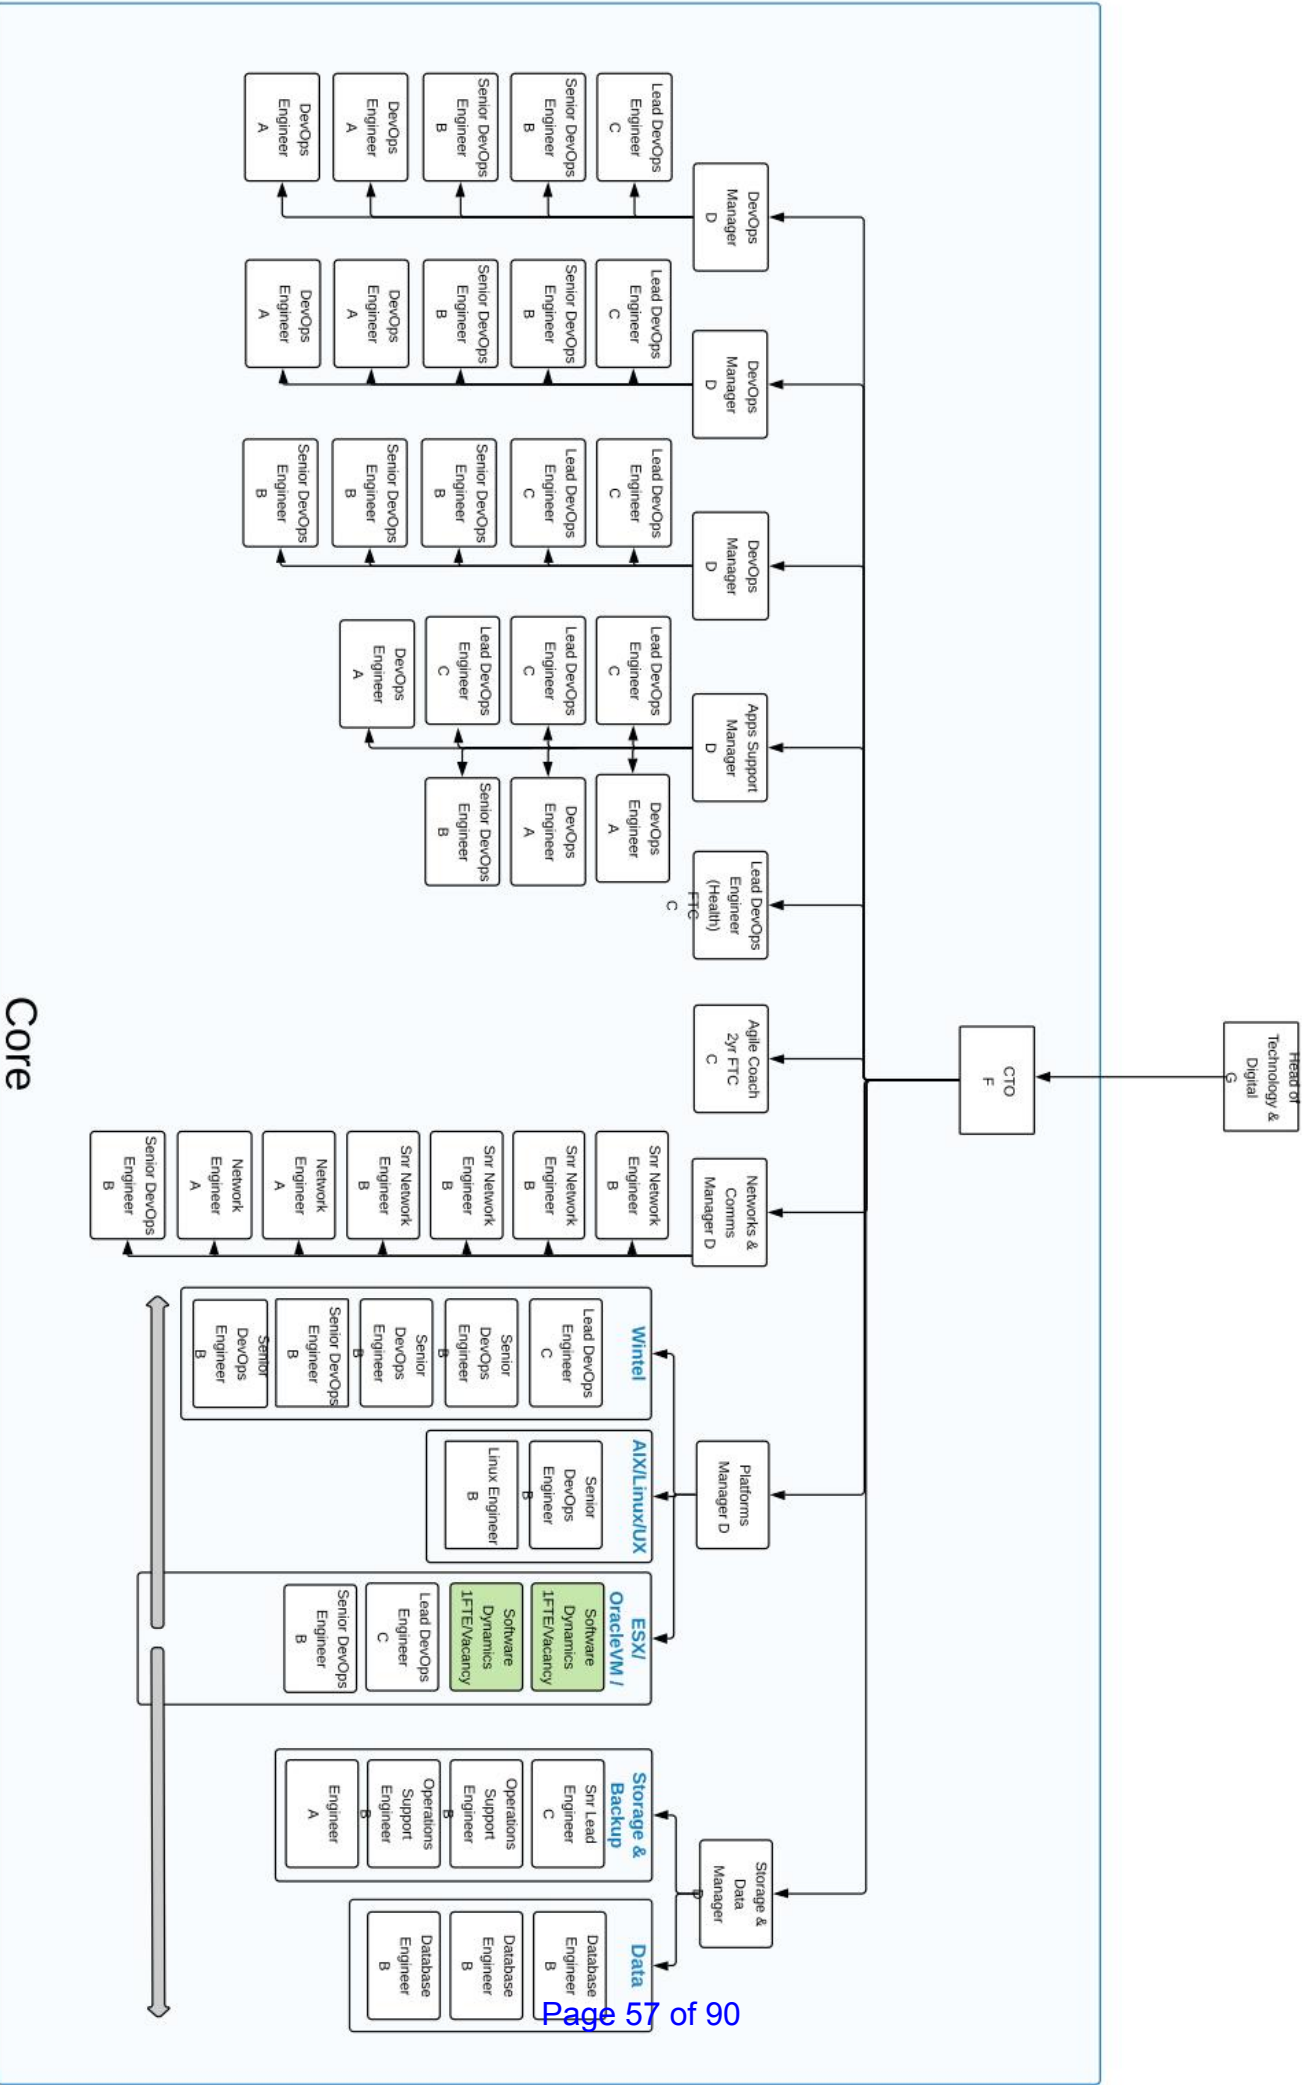 Head of
Technology &
Digital
G
CTO
F
DevOps
Manager
D
DevOps
Manager
D
DevOps
Manager
D
Apps Support
Manager
D
Lead DevOps
Engineer
(Health)
FTC
C
Agile Coach
2yr FTC
C
Networks &
Comms
Manager D
Platforms
Manager D
Storage &
Data
Manager
D
Lead DevOps
Engineer
C
Senior DevOps
Engineer
B
Senior DevOps
Engineer
B
DevOps
Engineer
A
DevOps
Engineer
A
Lead DevOps
Engineer
C
Senior DevOps
Engineer
B
Senior DevOps
Engineer
B
DevOps
Engineer
A
DevOps
Engineer
A
Lead DevOps
Engineer
C
Lead DevOps
Engineer
C
Senior DevOps
Engineer
B
Senior DevOps
Engineer
B
Senior DevOps
Engineer
B
Lead DevOps
Engineer
C
DevOps
Engineer
A
Lead DevOps
Engineer
C
DevOps
Engineer
A
Lead DevOps
Engineer
C
Senior DevOps
Engineer
B
DevOps
Engineer
A
Snr Network
Engineer
B
Snr Network
Engineer
B
Snr Network
Engineer
B
Snr Network
Engineer
B
Network
Engineer
A
Network
Engineer
A
Senior DevOps
Engineer
B
Wintel
Lead DevOps
Engineer
C
Senior
DevOps
Engineer
B
Senior
DevOps
Engineer
B
Senior DevOps
Engineer
B
Senior
DevOps
Engineer
B
AIX/Linux/UX
Senior
DevOps
Engineer
B
Linux Engineer
B
ESX/
OracleVM /
Software
Dynamics
1FTE/Vacancy
Software
Dynamics
1FTE/Vacancy
Lead DevOps
Engineer
C
Senior DevOps
Engineer
B
Storage &
Backup
Snr Lead
Engineer
C
Operations
Support
Engineer
B
Operations
Support
Engineer
B
Engineer
A
Data
Database
Engineer
B
Database
Engineer
B
Database
Engineer
B
Core
Page 57 of 90